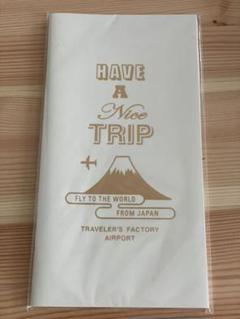 HAVE
A
Nice
TRIP
FLY TO THE WORLD
FROM JAPAN
TRAVELER'S FACTORY
AIRPORT